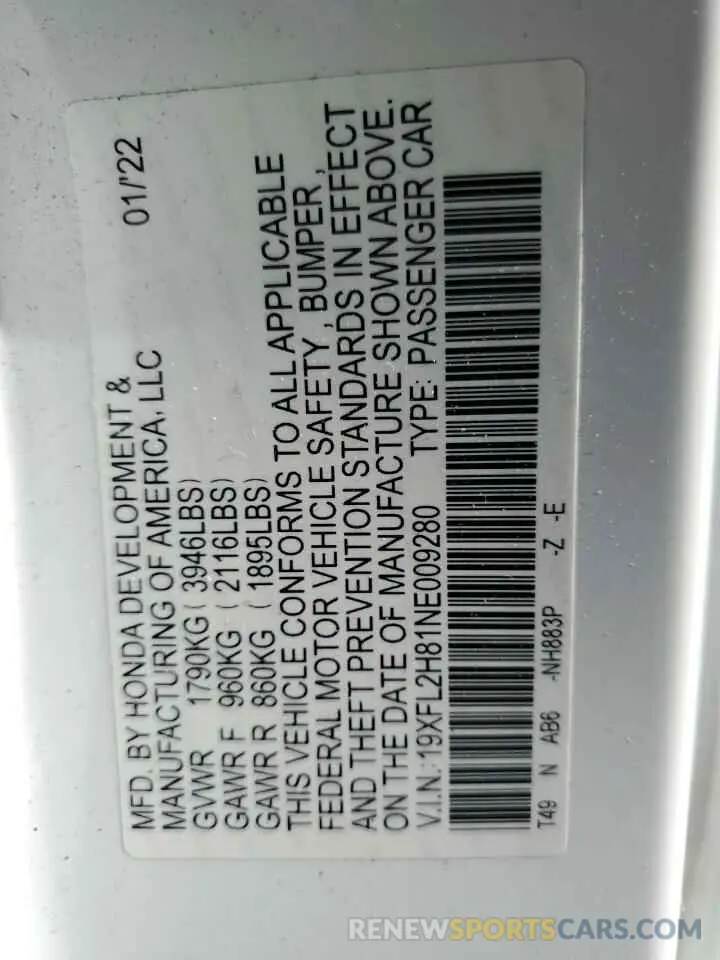 MFD. BY HONDA DEVELOPMENT &
MANUFACTURING OF AMERICA, LLC 01/'22
GVWR 1790KG (3946LBS)
GAWR F 960KG (2116LBS)
GAWR R 860KG (1895LBS)
THIS VEHICLE CONFORMS TO ALL APPLICABLE
FEDERAL MOTOR VEHICLE SAFETY, BUMPER,
AND THEFT PREVENTION STANDARDS IN EFFECT
ON THE DATE OF MANUFACTURE SHOWN ABOVE.
V.I.N.: 19XFL2H81NE009280 TYPE: PASSENGER CAR
T49 N AB6 -NH883P -Z -E
RENEWSPORTSCARS.COM